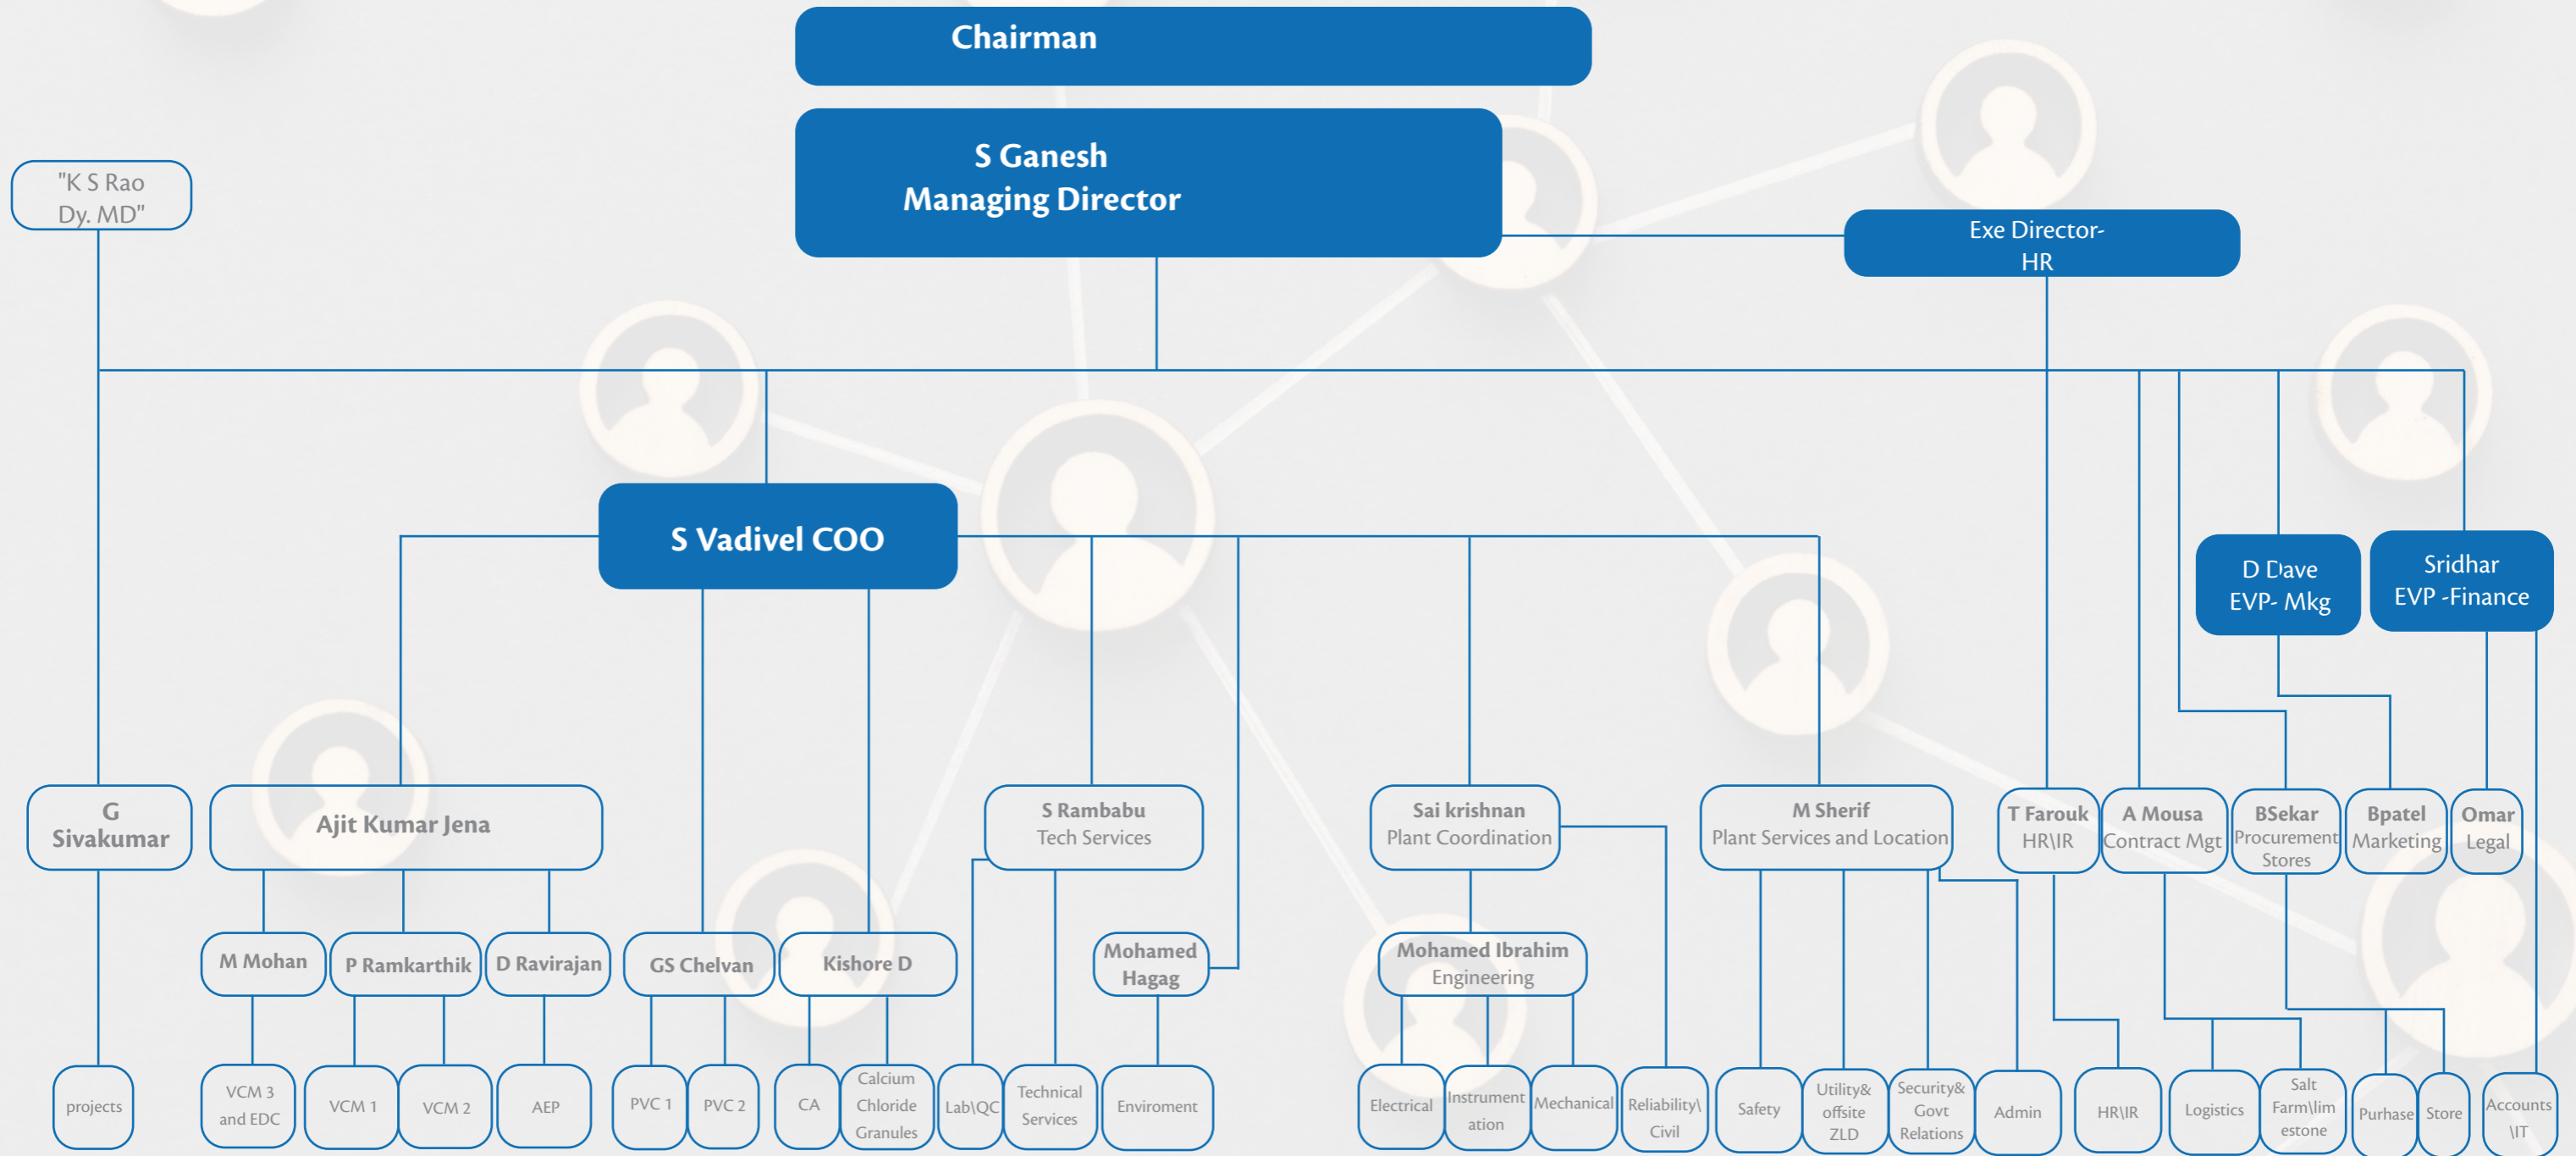 Chairman
S Ganesh
Managing Director
"K S Rao
Dy. MD"
Exe Director-
HR
S Vadivel COO
D Dave
EVP- Mkg
Sridhar
EVP -Finance
G
Sivakumar
Ajit Kumar Jena
S Rambabu
Tech Services
Sai krishnan
Plant Coordination
M Sherif
Plant Services and Location
T Farouk
HR\IR
A Mousa
Contract Mgt
BSekar
Procurement
Stores
Bpatel
Marketing
Omar
Legal
M Mohan
P Ramkarthik
D Ravirajan
GS Chelvan
Kishore D
Mohamed
Hagag
Mohamed Ibrahim
Engineering
projects
VCM 3
and EDC
VCM 1
VCM 2
AEP
PVC 1
PVC 2
CA
Calcium
Chloride
Granules
Lab\QC
Technical
Services
Enviroment
Electrical
Instrument
ation
Mechanical
Reliability\
Civil
Safety
Utility&
offsite
ZLD
Security&
Govt
Relations
Admin
HR\IR
Logistics
Salt
Farm\lim
estone
Purhase
Store
Accounts
\IT